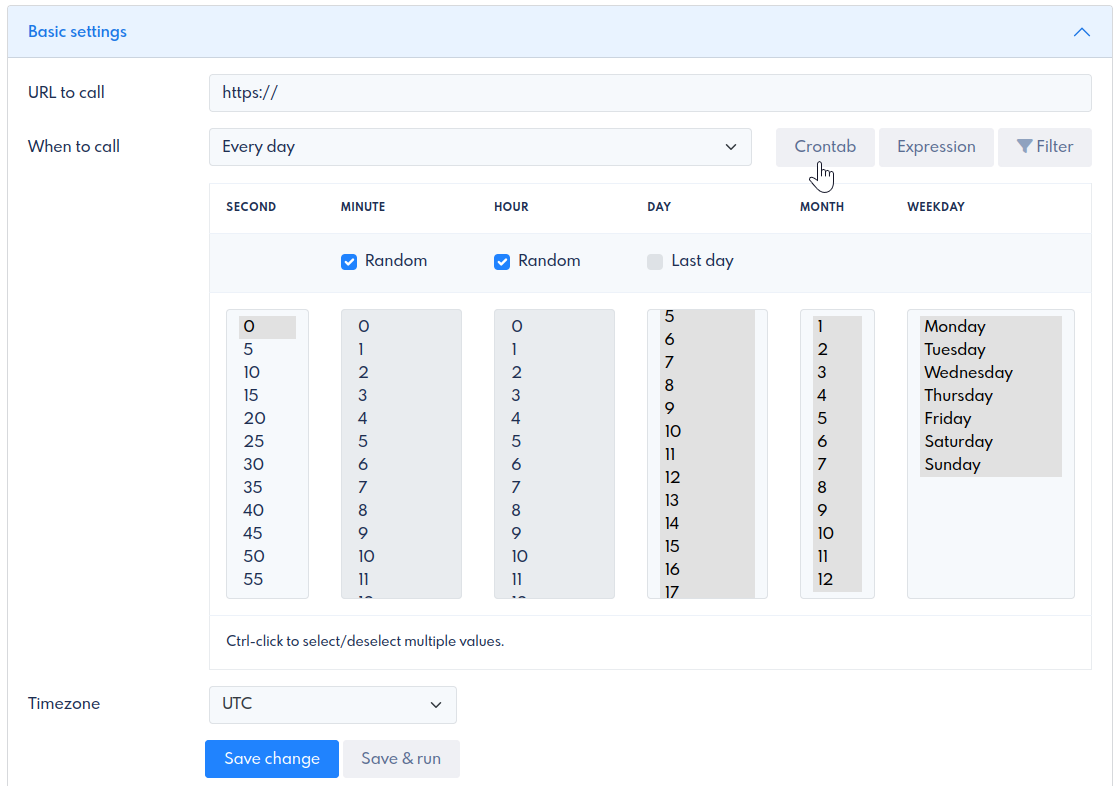 Basic settings
URL to call
https://
When to call
Every day
Crontab
Expression
Filter
SECOND MINUTE HOUR DAY MONTH WEEKDAY
Random Random Last day
0
5
10
15
20
25
30
35
40
45
50
55
0
1
2
3
4
5
6
7
8
9
10
11
0
1
2
3
4
5
6
7
8
9
10
11
5
6
7
8
9
10
11
12
13
14
15
16
17
1
2
3
4
5
6
7
8
9
10
11
12
Monday
Tuesday
Wednesday
Thursday
Friday
Saturday
Sunday
Ctrl-click to select/deselect multiple values.
Timezone
UTC
Save change
Save & run